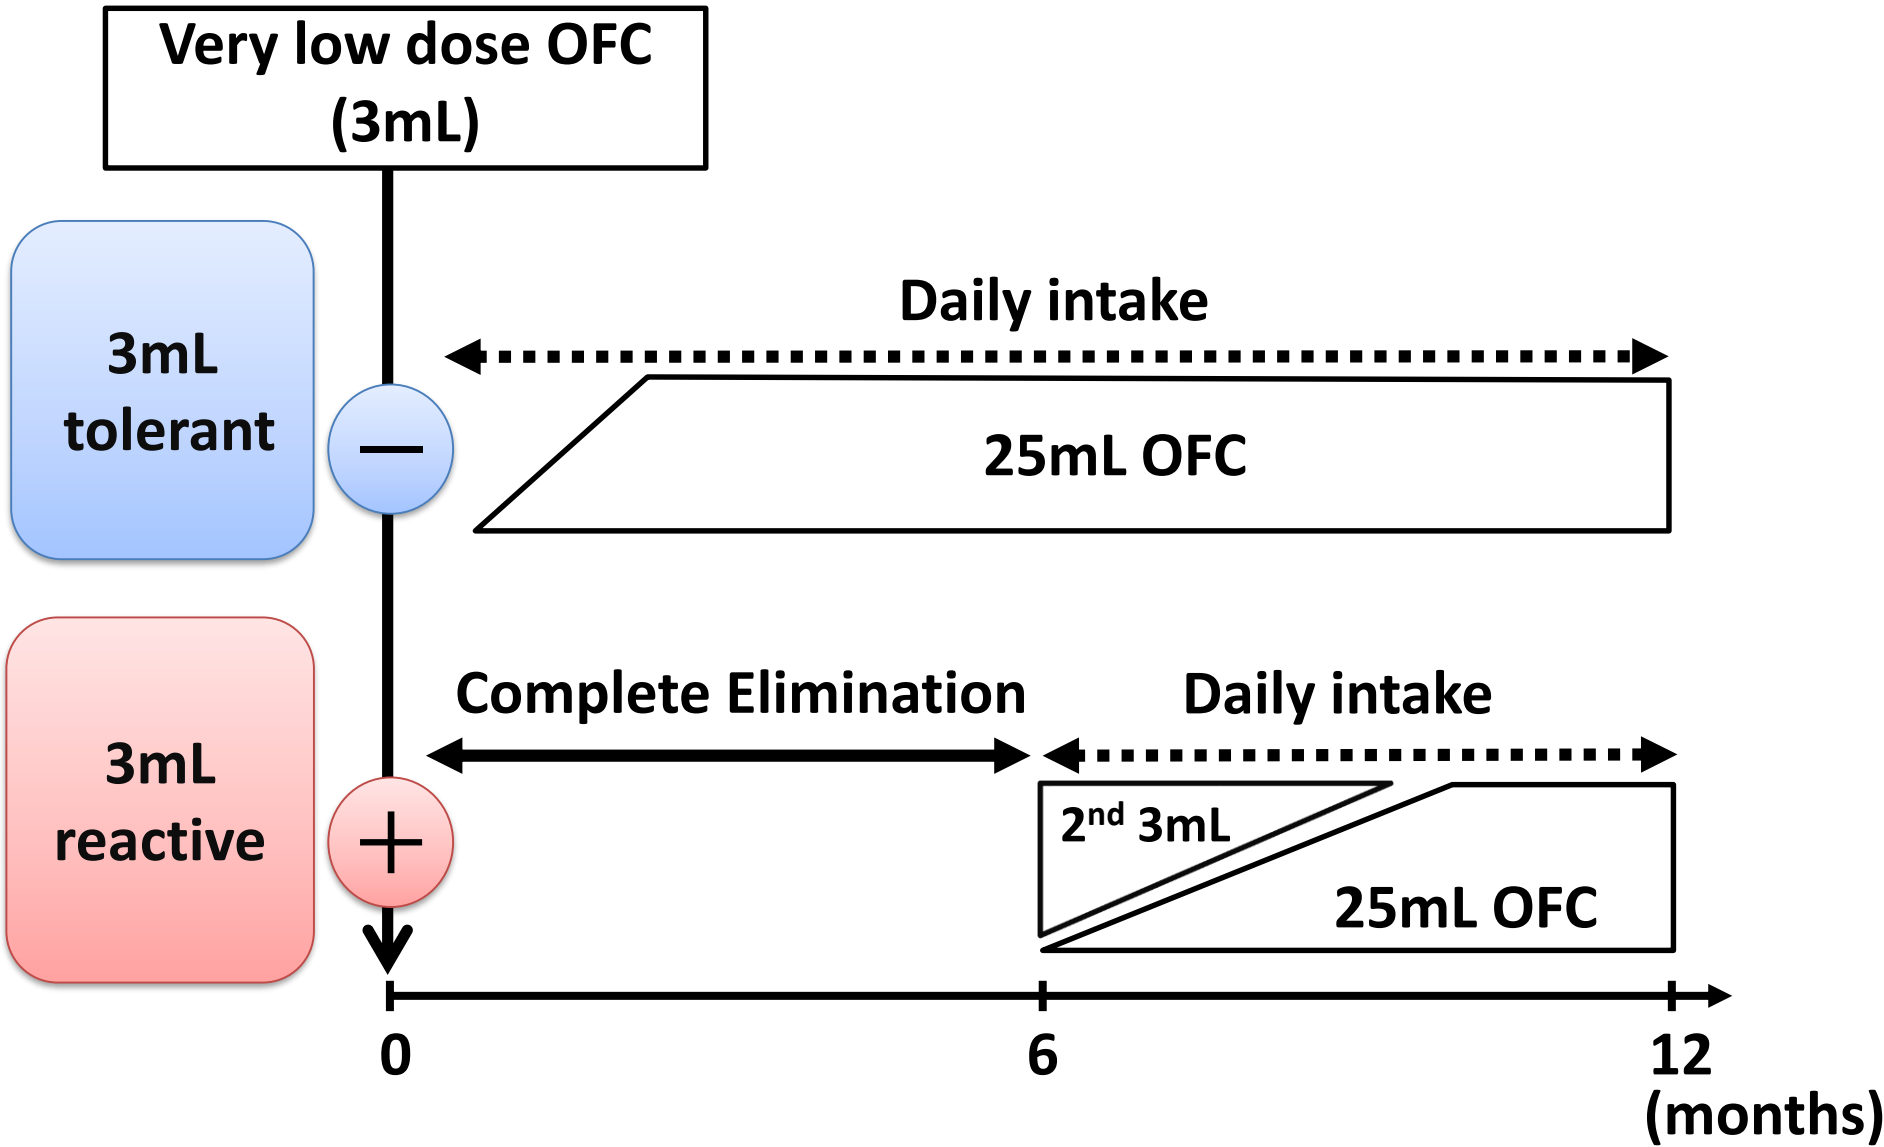 Very low dose OFC
(3mL)
3mL
tolerant
−
Daily intake
25mL OFC
3mL
reactive
+
Complete Elimination
Daily intake
2nd 3mL
25mL OFC
0
6
12
(months)